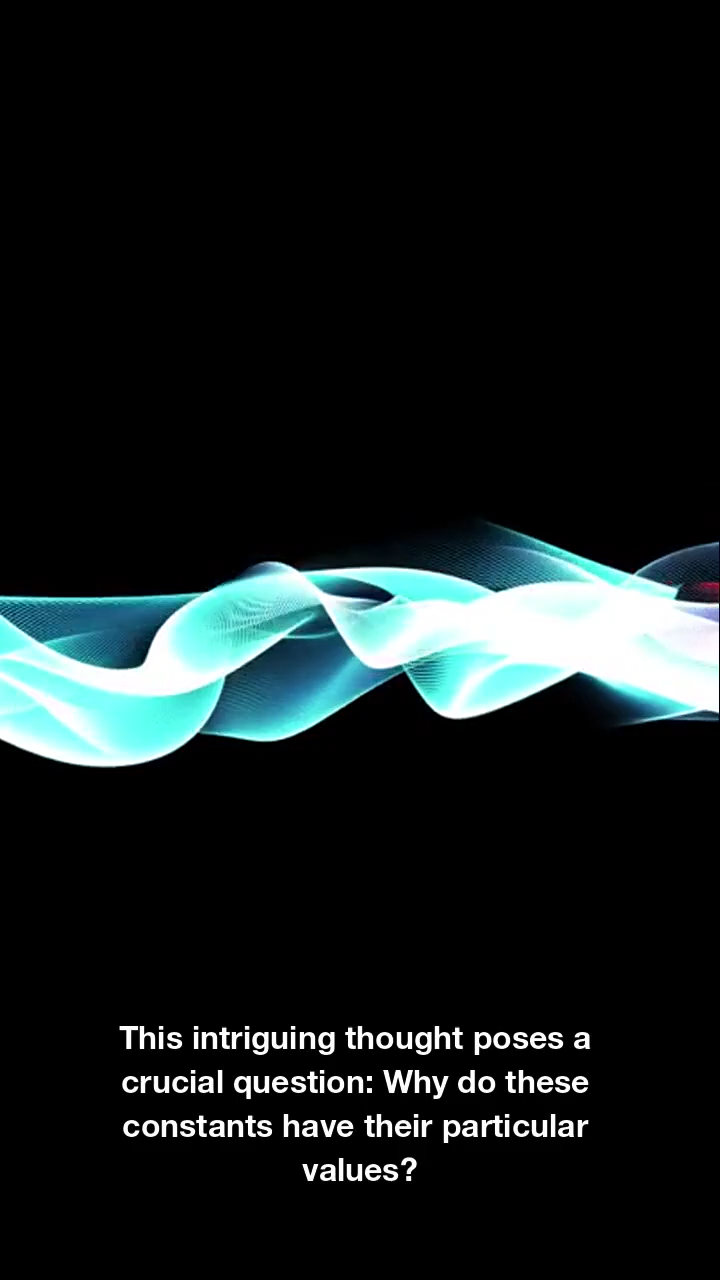 This intriguing thought poses a
crucial question: Why do these
constants have their particular
values?